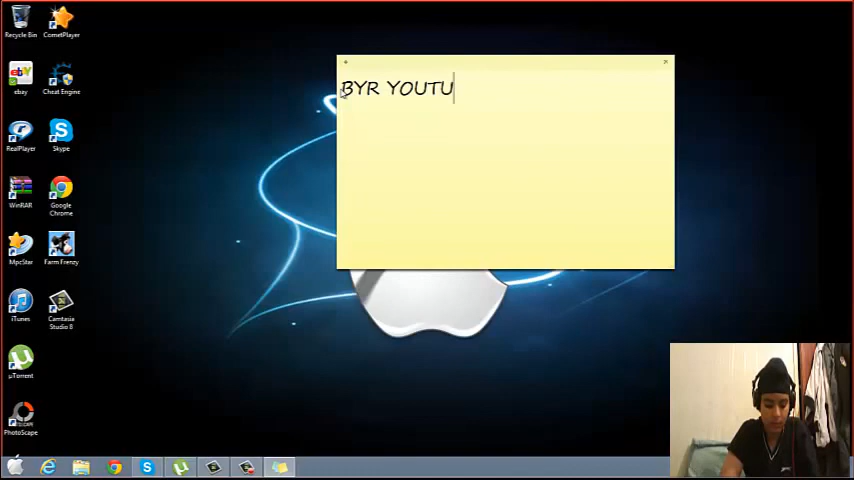 Recycle Bin
CometPlayer
ebay
Cheat Engine
RealPlayer
Skype
WinRAR
Google
Chrome
MpcStar
Farm Frenzy
iTunes
Camtasia
Studio 8
µTorrent
PhotoScape
BYR YOUTU